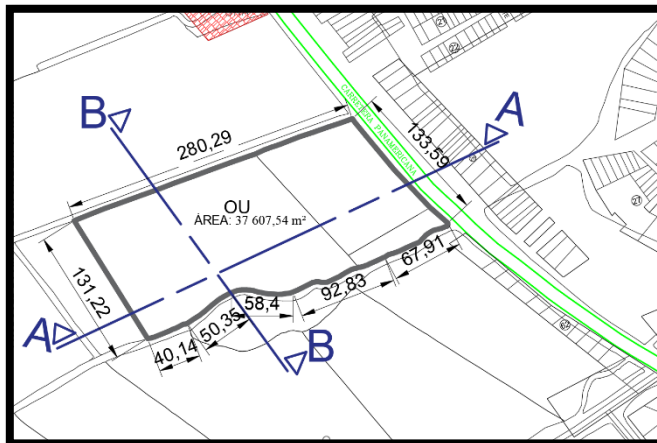 21
22
CARRETERA PANAMERICANA
B
A
280,29
133,59
27
OU
ÁREA: 37 607,54 m²
131,22
67,91
92,83
58,4
50,35
40,14
A
B